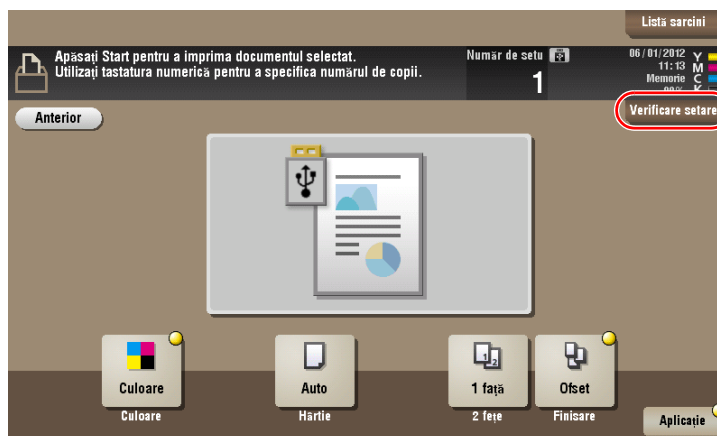 Listă sarcini
Apăsați Start pentru a imprima documentul selectat.
Utilizați tastatura numerică pentru a specifica numărul de copii.
Număr de setu
1
06/01/2012
11:13
Memorie
Y
M
C
K
Verificare setare
Anterior
1 2
Culoare
Auto
1 față
Ofset
Culoare
Hârtie
2 fețe
Finisare
Aplicație